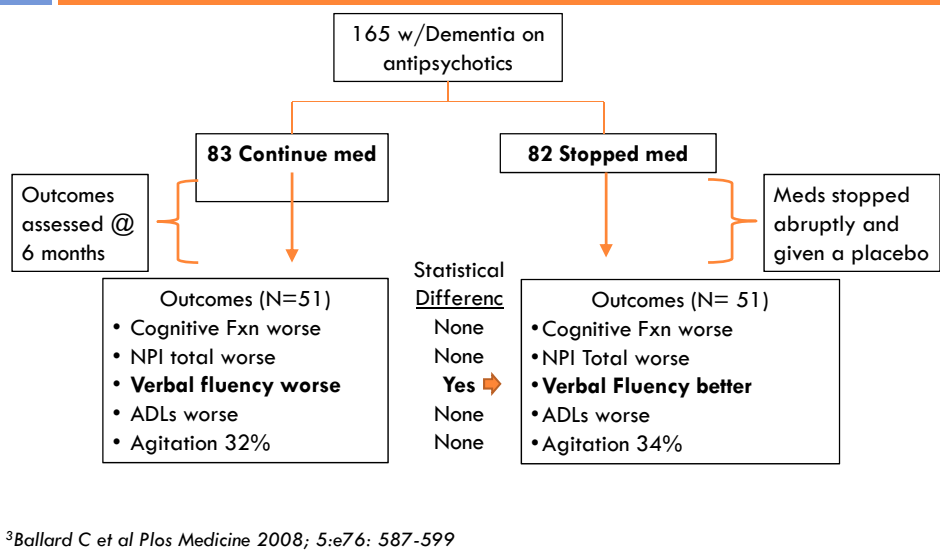 165 w/Dementia on
antipsychotics
83 Continue med
82 Stopped med
Outcomes
assessed @
6 months
Meds stopped
abruptly and
given a placebo
Outcomes (N=51)
• Cognitive Fxn worse
• NPI total worse
• Verbal fluency worse
• ADLs worse
• Agitation 32%
Statistical
Differenc
None
None
Yes
None
None
Outcomes (N= 51)
•Cognitive Fxn worse
•NPI Total worse
•Verbal Fluency better
•ADLs worse
•Agitation 34%
³Ballard C et al Plos Medicine 2008; 5:e76: 587-599